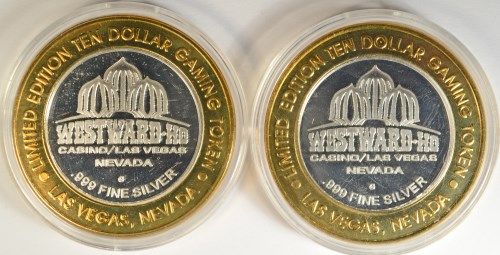 LIMITED EDITION TEN DOLLAR GAMING TOKEN
WESTWARD-HO
CASINO/LAS VEGAS
NEVADA
G
.999 FINE SILVER
LAS VEGAS, NEVADA
LIMITED EDITION TEN DOLLAR GAMING TOKEN
WESTWARD-HO
CASINO/LAS VEGAS
NEVADA
G
.999 FINE SILVER
LAS VEGAS, NEVADA